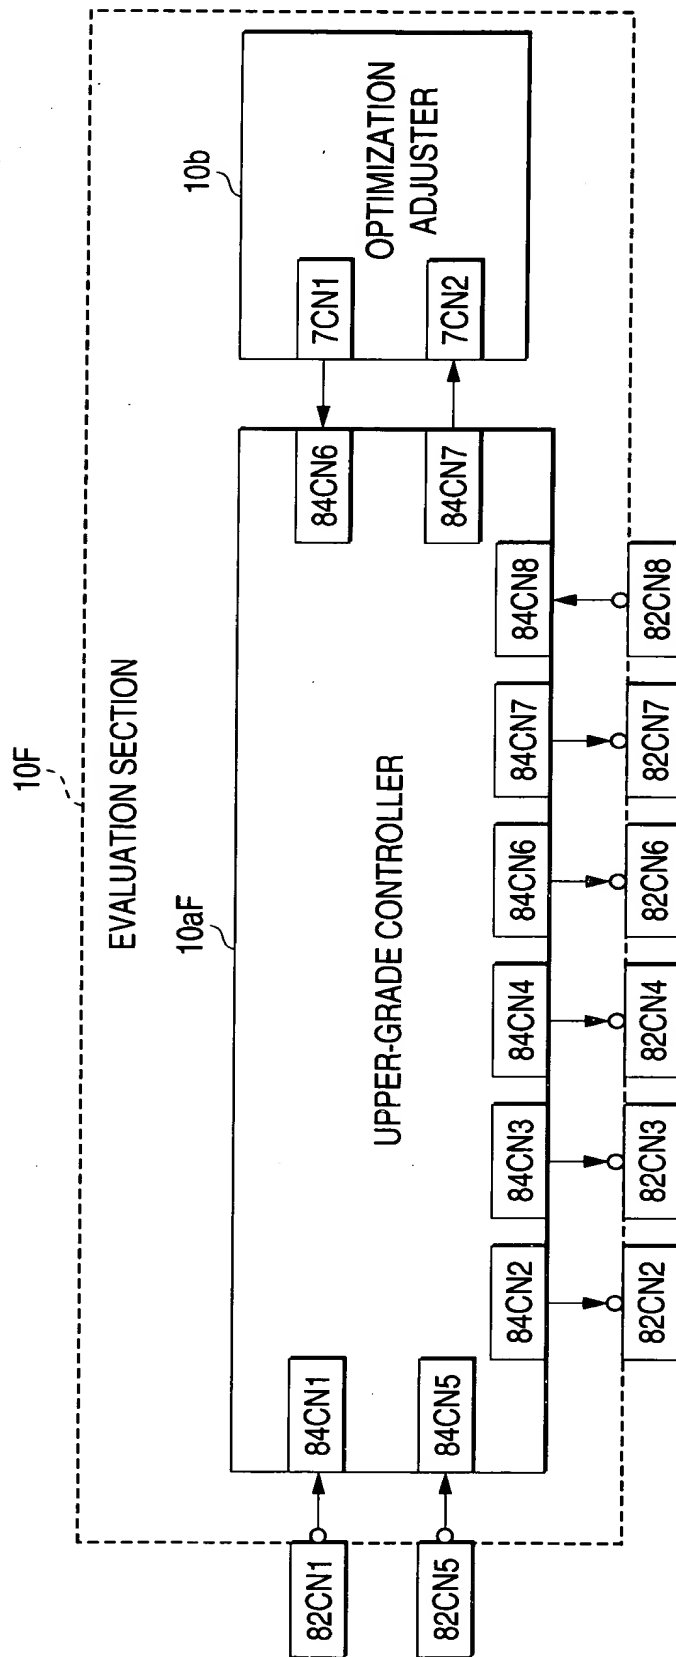 10F
EVALUATION SECTION
10aF
10b
UPPER-GRADE CONTROLLER
OPTIMIZATION
ADJUSTER
82CN1
84CN1
84CN6
7CN1
82CN5
84CN5
84CN7
7CN2
84CN2
84CN3
84CN4
84CN6
84CN7
84CN8
82CN2
82CN3
82CN4
82CN6
82CN7
82CN8